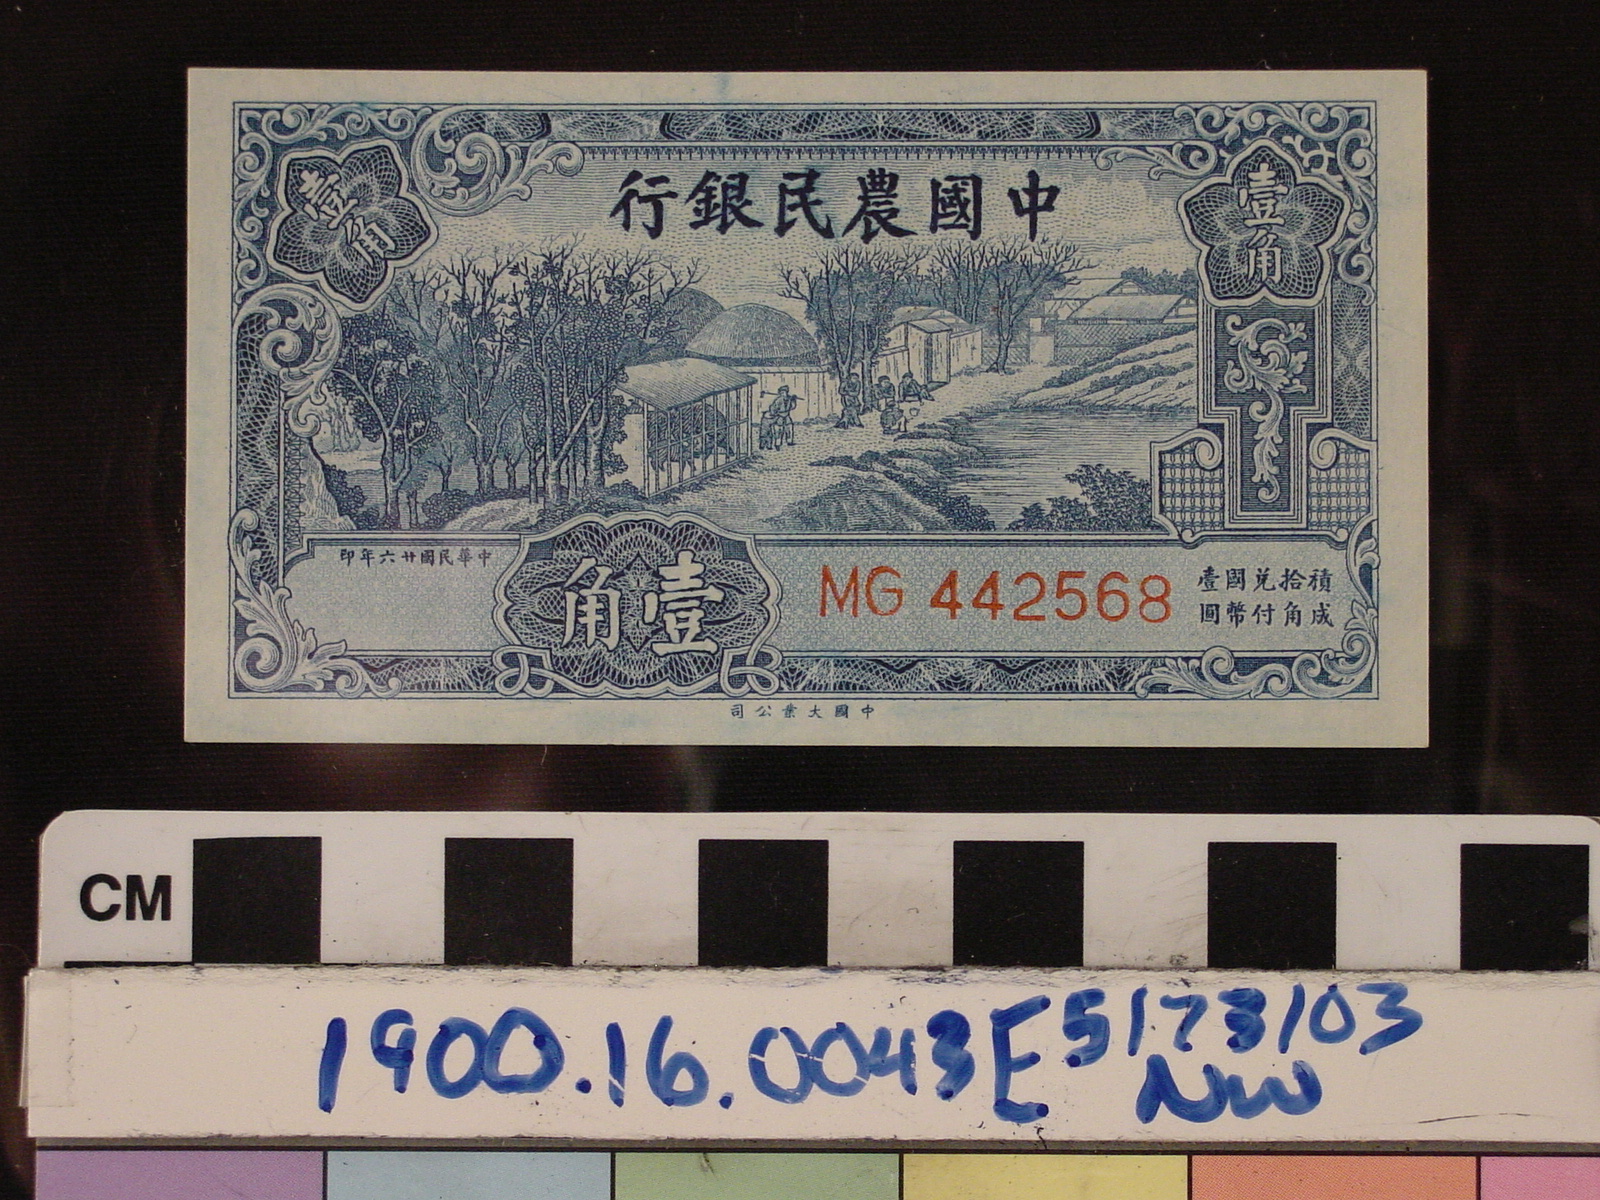 中國農民銀行
壹角
壹角
中華民國廿六年印
壹角
MG 442568
積拾兌國壹
成角付幣圓
中國大業公司
CM
1900.16.0043E 5/23/03
NW